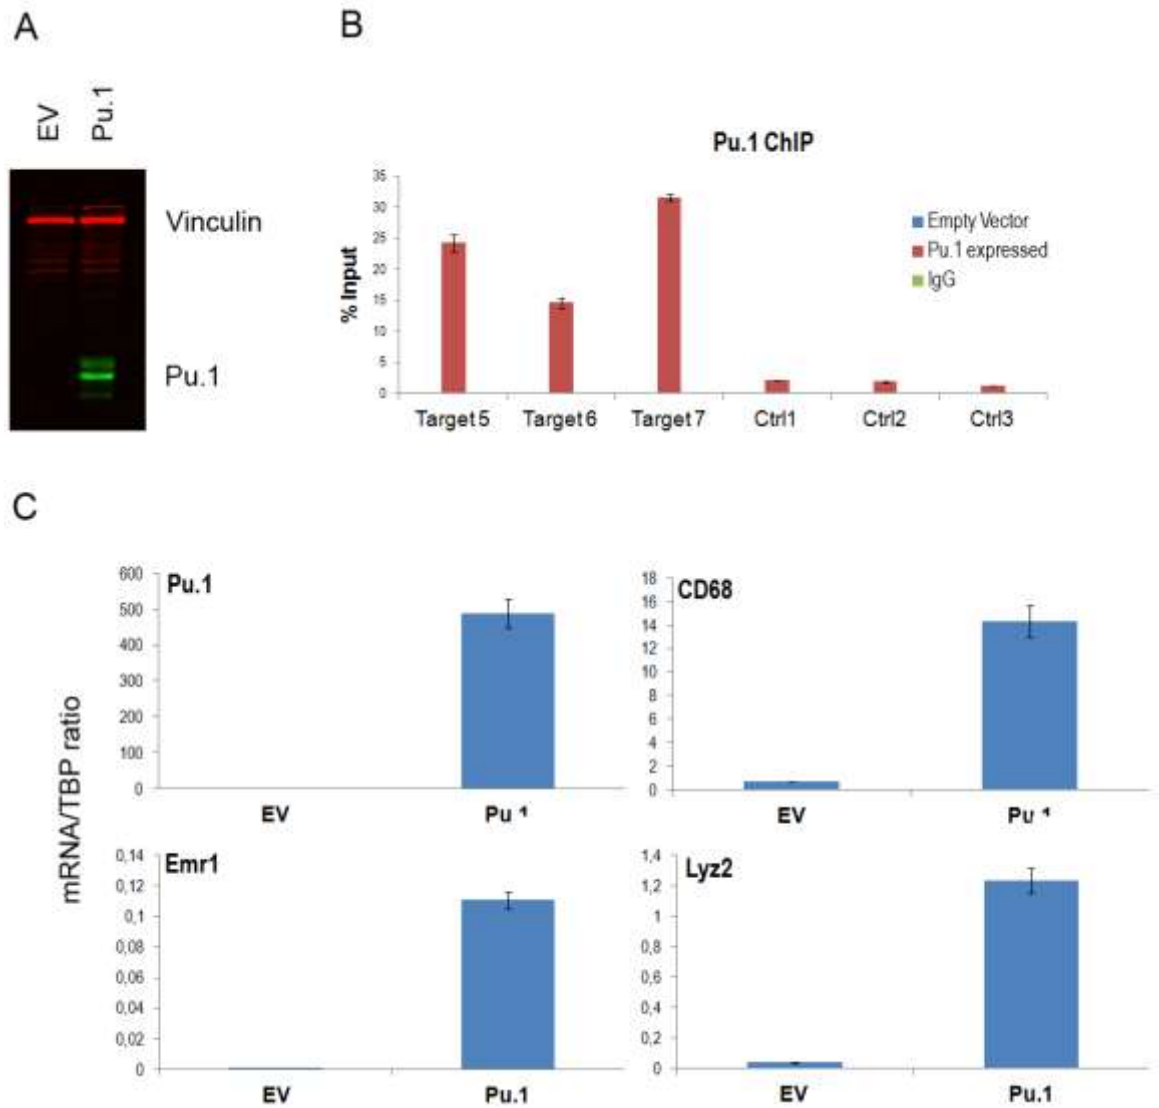 A
B
EV
Pu.1
Vinculin
Pu.1
Pu.1 ChIP
% Input
35
30
25
20
15
10
5
0
Empty Vector
Pu.1 expressed
IgG
Target 5 Target 6 Target 7 Ctrl1 Ctrl2 Ctrl3
C
mRNA/TBP ratio
Pu.1
600
500
400
300
200
100
0
EV Pu
CD68
18
16
14
12
10
8
6
4
2
0
EV Pu
Emr1
0,14
0,12
0,1
0,08
0,06
0,04
0,02
0
EV Pu.1
Lyz2
1,4
1,2
1
0,8
0,6
0,4
0,2
0
EV Pu.1